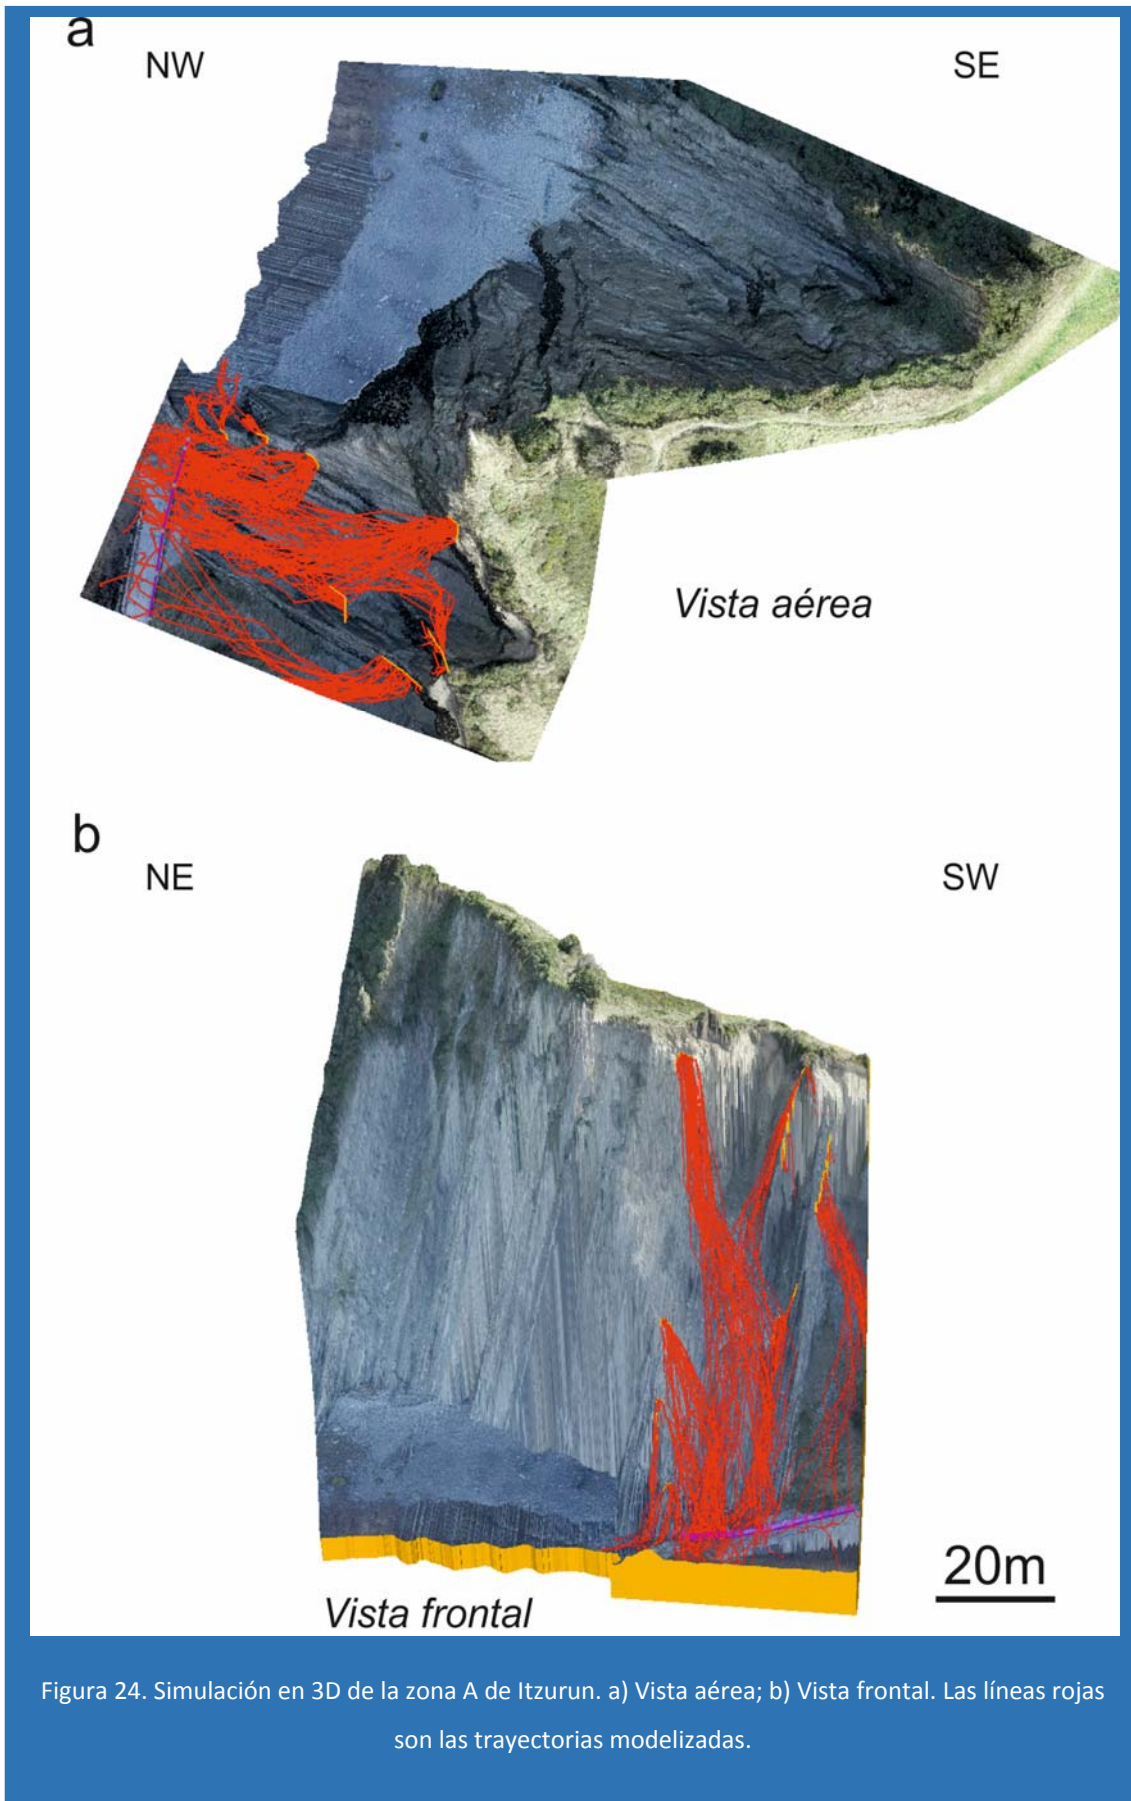 a
NW
SE
Vista aérea
b
NE
SW
20m
Vista frontal
Figura 24. Simulación en 3D de la zona A de Itzurun. a) Vista aérea; b) Vista frontal. Las líneas rojas
son las trayectorias modelizadas.